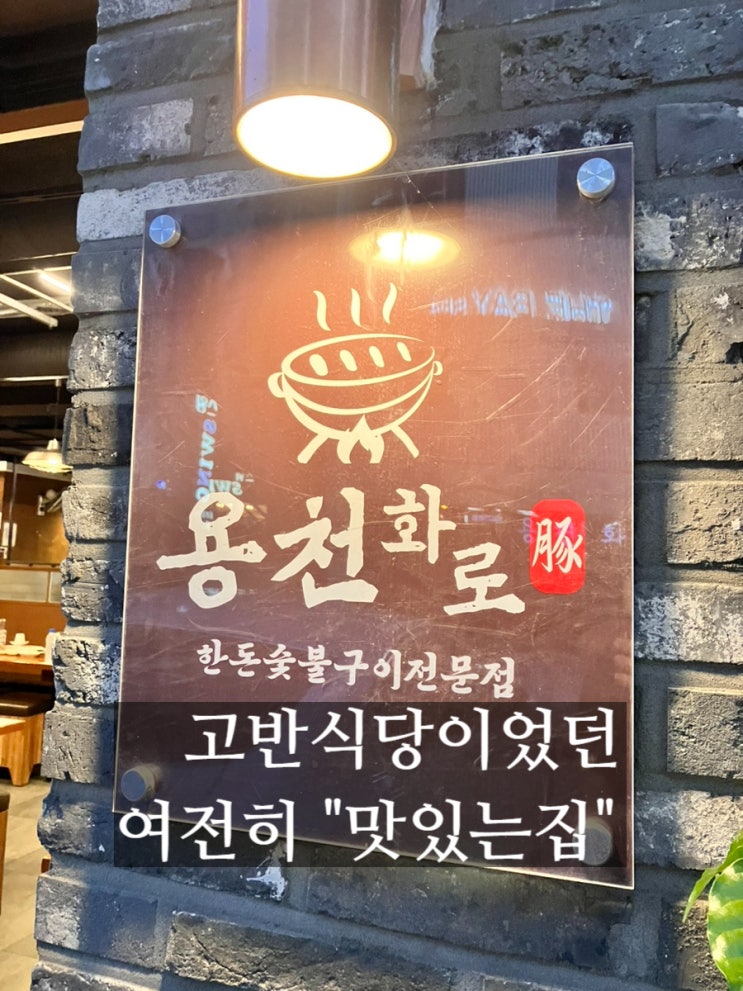 용천화로 豚
한돈숯불구이전문점
고반식당이었던
여전히 "맛있는집"